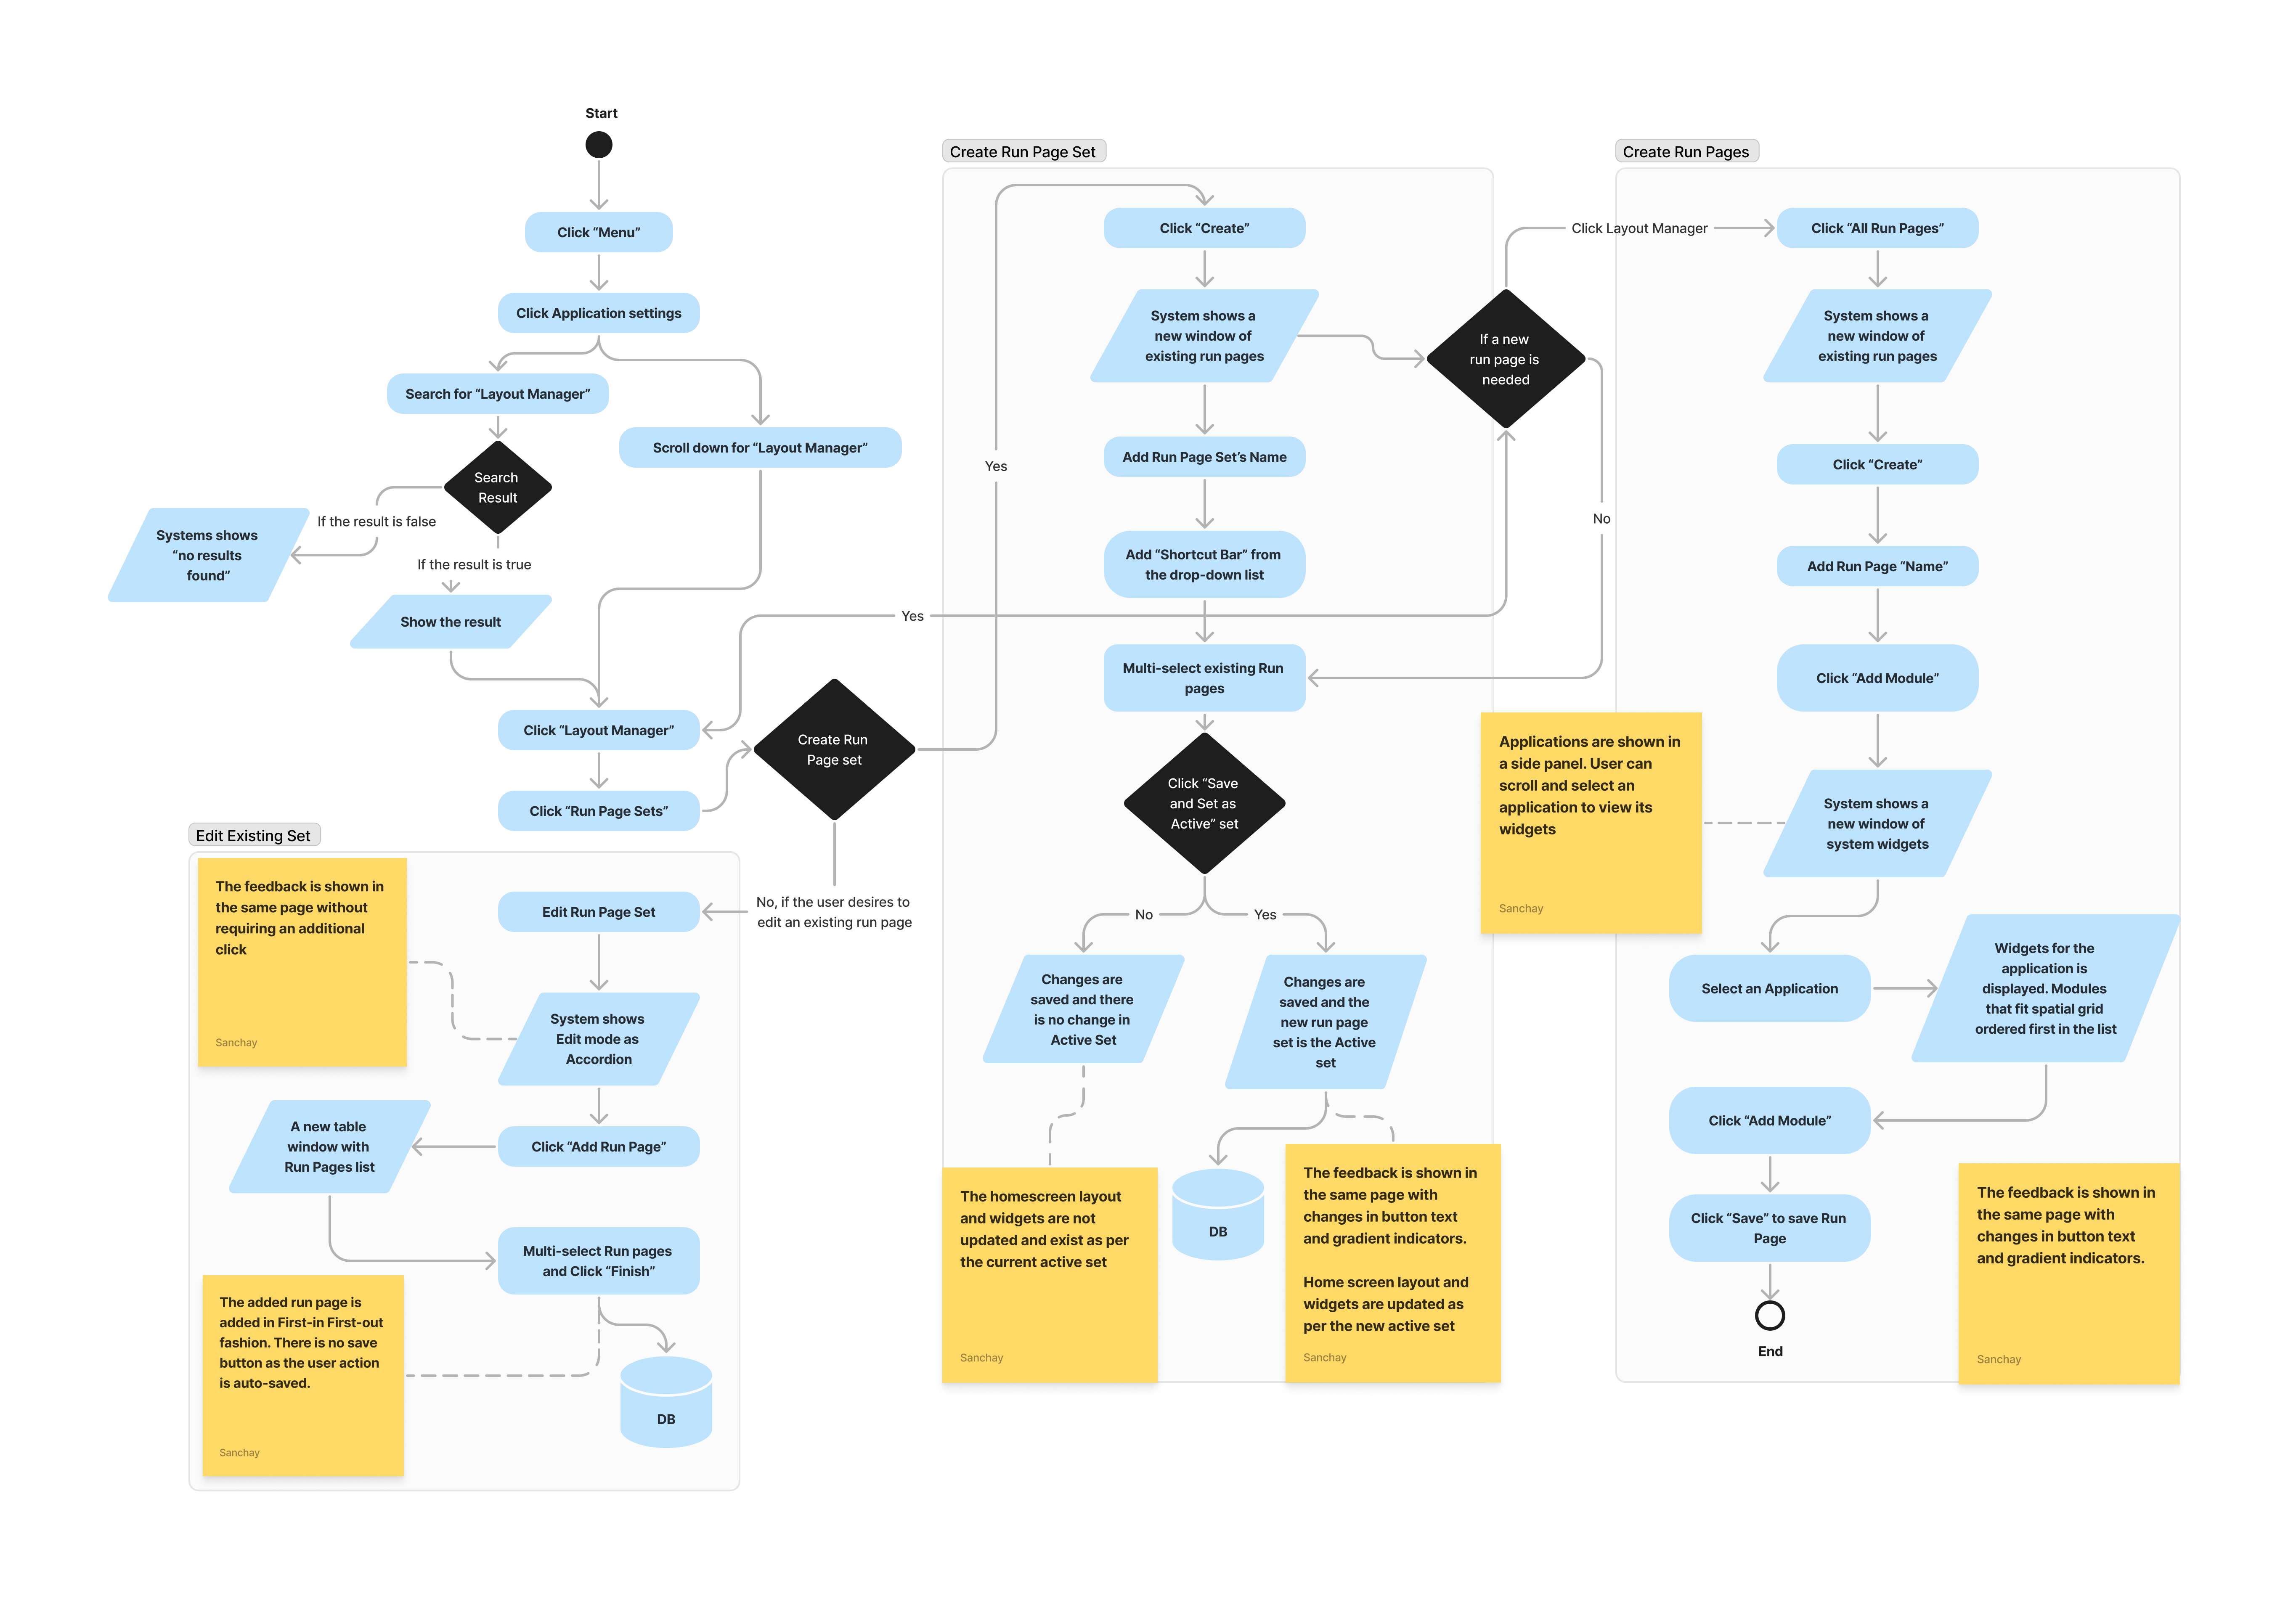 Start
Click “Menu”
Click Application settings
Search for “Layout Manager”
Scroll down for “Layout Manager”
Search
Result
If the result is false
Systems shows
“no results
found”
If the result is true
Show the result
Click “Layout Manager”
Click “Run Page Sets”
Create Run
Page set
Yes
Yes
No, if the user desires to
edit an existing run page
Edit Existing Set
The feedback is shown in
the same page without
requiring an additional
click
Sanchay
Edit Run Page Set
System shows
Edit mode as
Accordion
Click “Add Run Page”
A new table
window with
Run Pages list
Multi-select Run pages
and Click “Finish”
The added run page is
added in First-in First-out
fashion. There is no save
button as the user action
is auto-saved.
Sanchay
DB
Create Run Page Set
Click “Create”
System shows a
new window of
existing run pages
If a new
run page is
needed
Click Layout Manager
No
Add Run Page Set’s Name
Add “Shortcut Bar” from
the drop-down list
Multi-select existing Run
pages
Click “Save
and Set as
Active” set
No
Yes
Changes are
saved and there
is no change in
Active Set
Changes are
saved and the
new run page
set is the Active
set
The homescreen layout
and widgets are not
updated and exist as per
the current active set
Sanchay
DB
The feedback is shown in
the same page with
changes in button text
and gradient indicators.
Home screen layout and
widgets are updated as
per the new active set
Sanchay
Create Run Pages
Click “All Run Pages”
System shows a
new window of
existing run pages
Click “Create”
Add Run Page “Name”
Click “Add Module”
Applications are shown in
a side panel. User can
scroll and select an
application to view its
widgets
Sanchay
System shows a
new window of
system widgets
Select an Application
Widgets for the
application is
displayed. Modules
that fit spatial grid
ordered first in the list
Click “Add Module”
Click “Save” to save Run
Page
End
The feedback is shown in
the same page with
changes in button text
and gradient indicators.
Sanchay